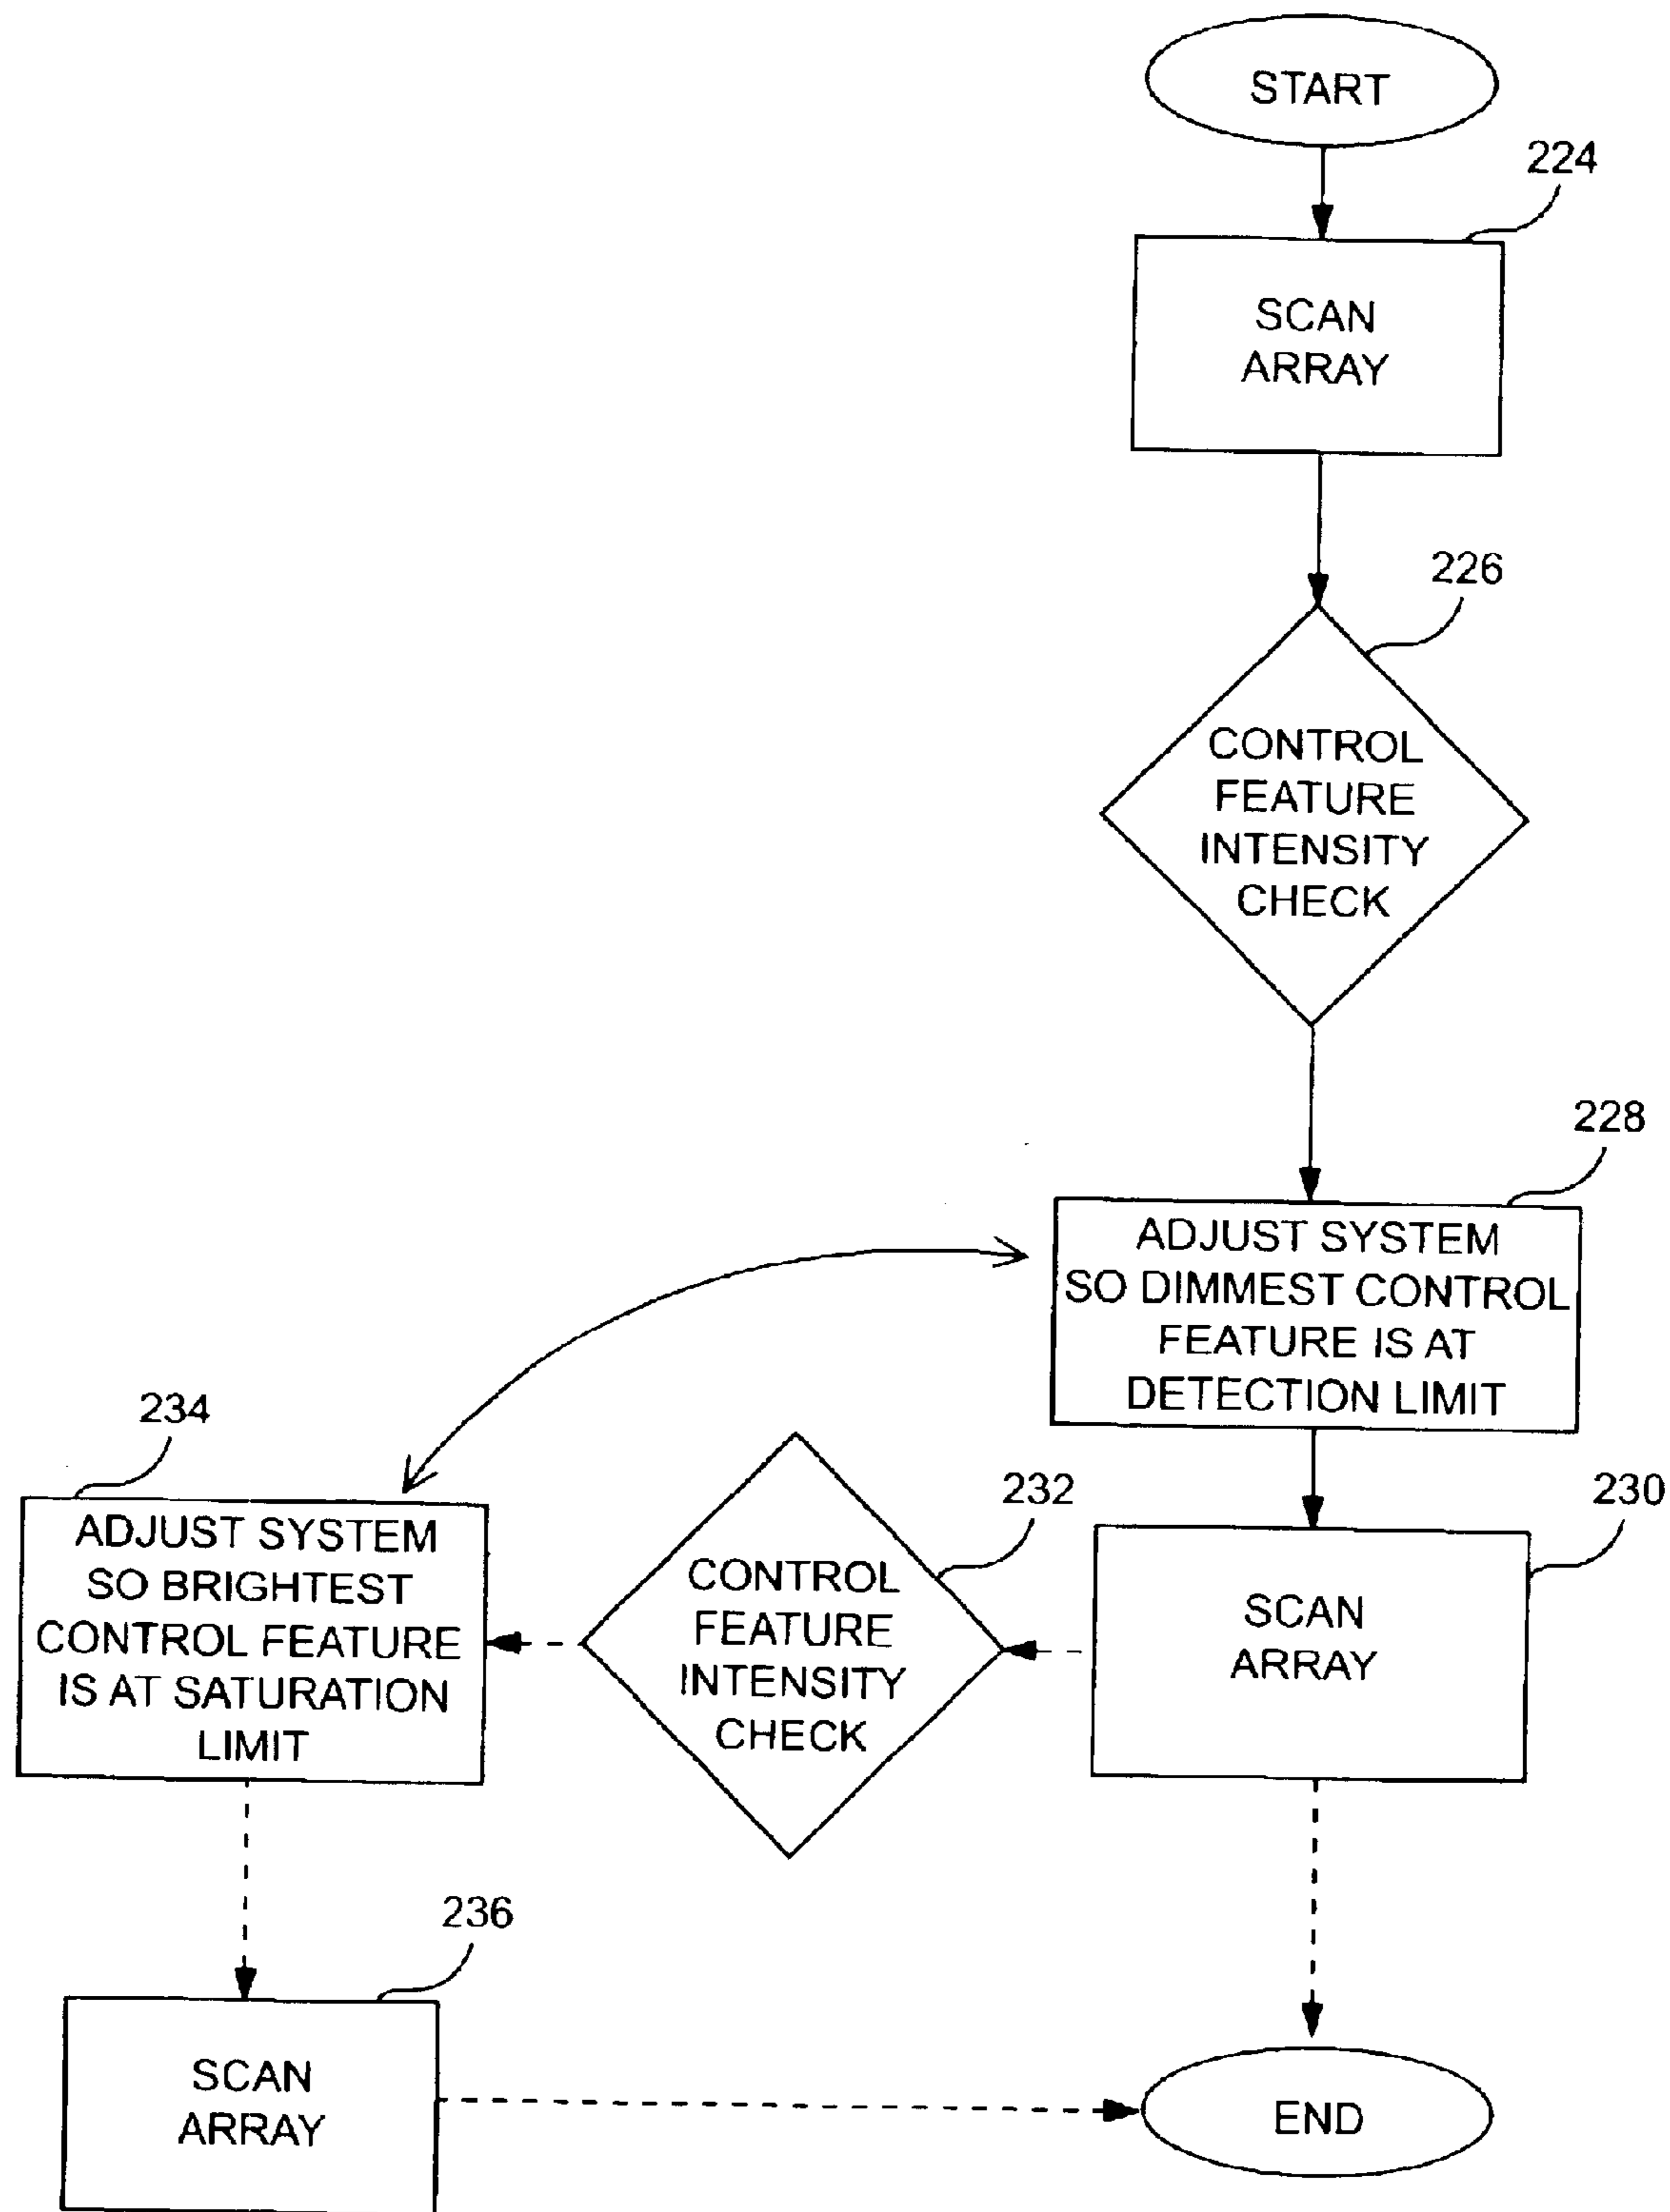 START
224
SCAN
ARRAY
226
CONTROL
FEATURE
INTENSITY
CHECK
228
ADJUST SYSTEM
SO DIMMEST CONTROL
FEATURE IS AT
DETECTION LIMIT
230
SCAN
ARRAY
232
CONTROL
FEATURE
INTENSITY
CHECK
234
ADJUST SYSTEM
SO BRIGHTEST
CONTROL FEATURE
IS AT SATURATION
LIMIT
236
SCAN
ARRAY
END